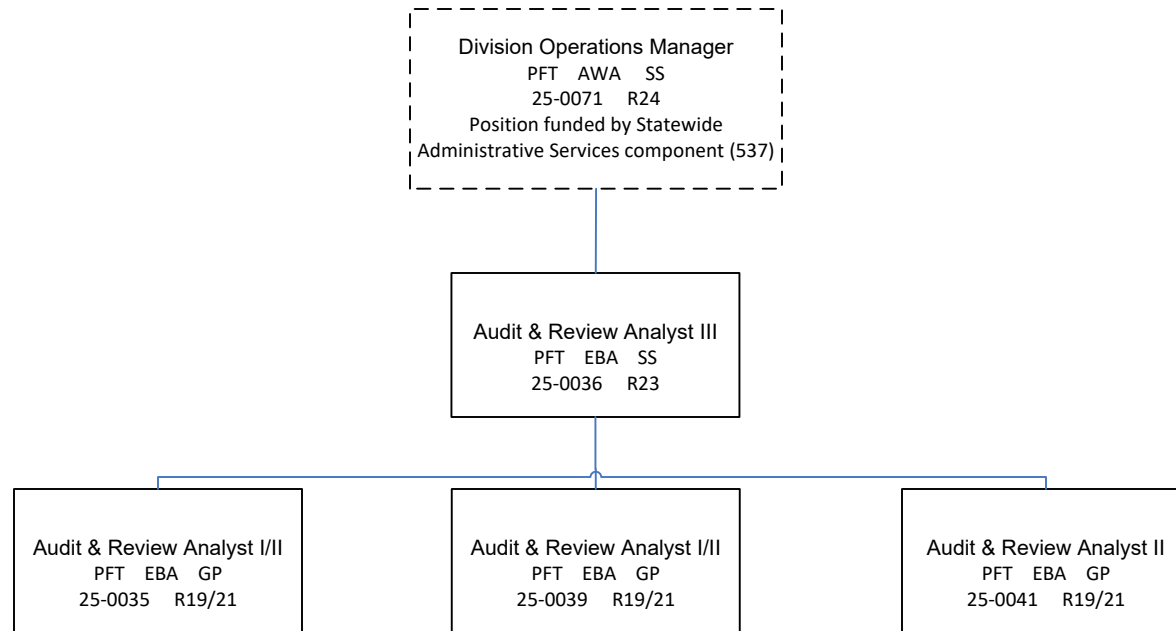 Division Operations Manager
PFT AWA SS
25-0071 R24
Position funded by Statewide
Administrative Services component (537)
Audit & Review Analyst III
PFT EBA SS
25-0036 R23
Audit & Review Analyst I/II
PFT EBA GP
25-0035 R19/21
Audit & Review Analyst I/II
PFT EBA GP
25-0039 R19/21
Audit & Review Analyst II
PFT EBA GP
25-0041 R19/21